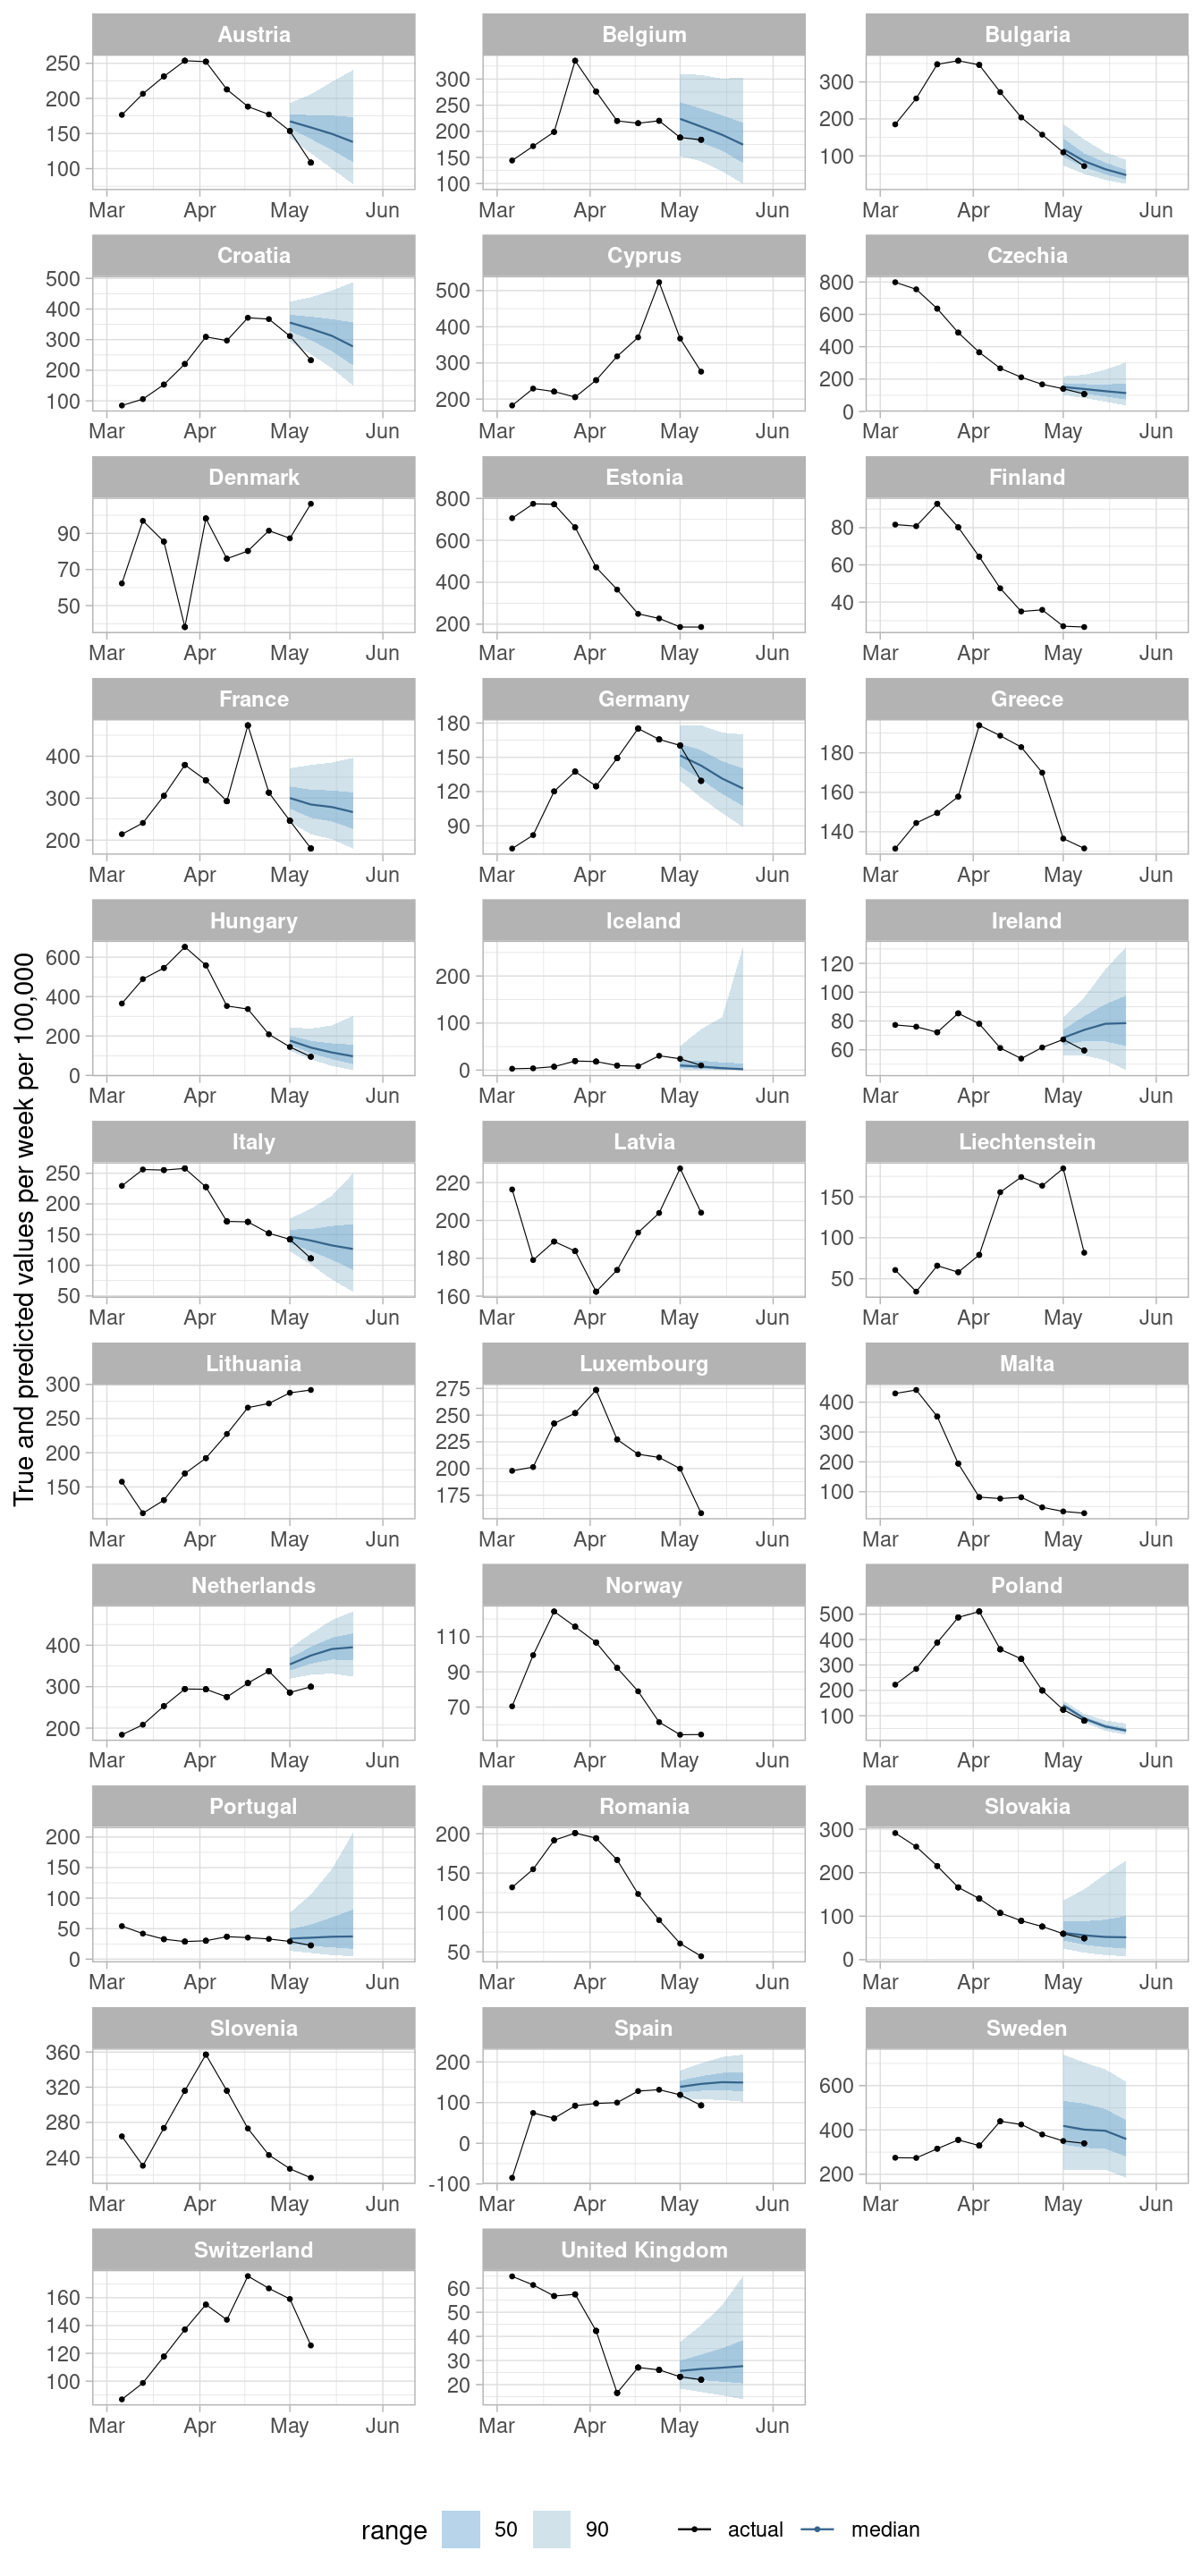 True and predicted values per week per 100,000
Austria Belgium Bulgaria
250 200 150 100
300 250 200 150 100
300 200 100
Mar Apr May Jun Mar Apr May Jun Mar Apr May Jun
Croatia Cyprus Czechia
500 400 300 200 100
500 400 300 200
800 600 400 200 0
Mar Apr May Jun Mar Apr May Jun Mar Apr May Jun
Denmark Estonia Finland
90 70 50
800 600 400 200
80 60 40
Mar Apr May Jun Mar Apr May Jun Mar Apr May Jun
France Germany Greece
400 300 200
180 150 120 90
180 160 140
Mar Apr May Jun Mar Apr May Jun Mar Apr May Jun
Hungary Iceland Ireland
600 400 200 0
200 100 0
120 100 80 60
Mar Apr May Jun Mar Apr May Jun Mar Apr May Jun
Italy Latvia Liechtenstein
250 200 150 100 50
220 200 180 160
150 100 50
Mar Apr May Jun Mar Apr May Jun Mar Apr May Jun
Lithuania Luxembourg Malta
300 250 200 150
275 250 225 200 175
400 300 200 100
Mar Apr May Jun Mar Apr May Jun Mar Apr May Jun
Netherlands Norway Poland
400 300 200
110 90 70
500 400 300 200 100
Mar Apr May Jun Mar Apr May Jun Mar Apr May Jun
Portugal Romania Slovakia
200 150 100 50 0
200 150 100 50
300 200 100 0
Mar Apr May Jun Mar Apr May Jun Mar Apr May Jun
Slovenia Spain Sweden
360 320 280 240
200 100 0 -100
600 400 200
Mar Apr May Jun Mar Apr May Jun Mar Apr May Jun
Switzerland United Kingdom
160 140 120 100
60 50 40 30 20
Mar Apr May Jun Mar Apr May Jun
range 50 90 actual median